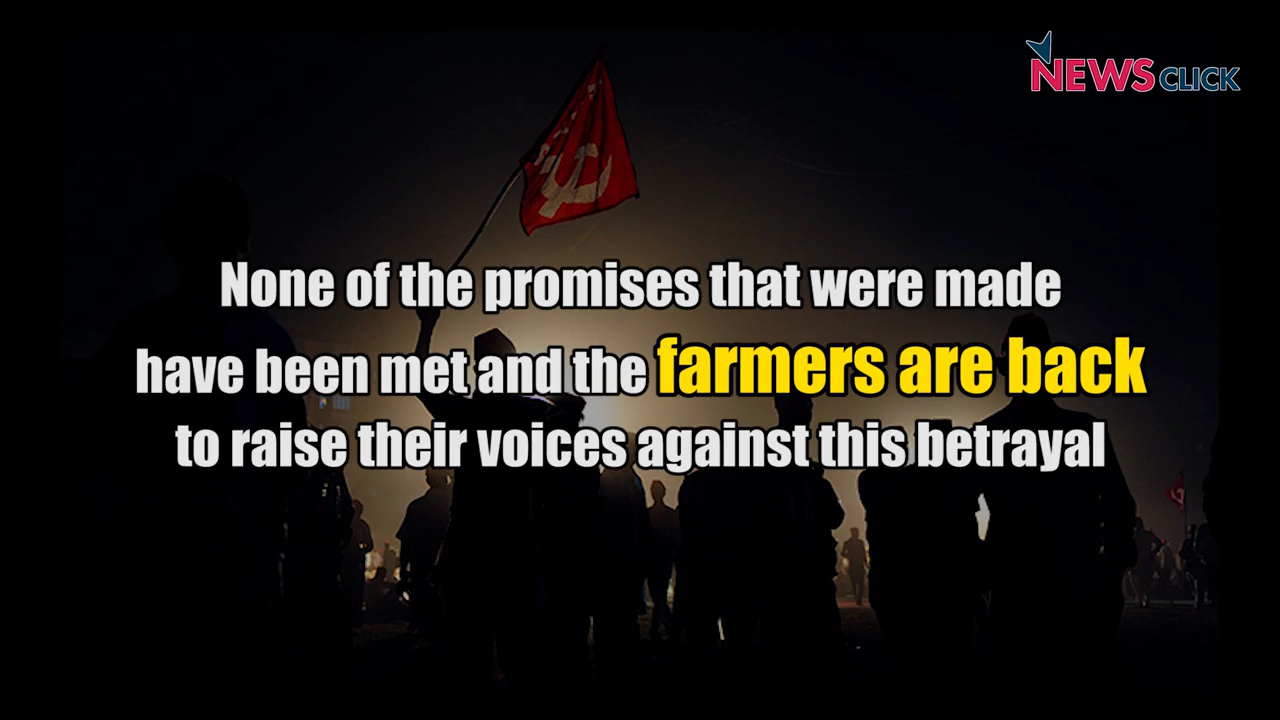 NEWSCLICK
None of the promises that were made
have been met and the farmers are back
to raise their voices against this betrayal